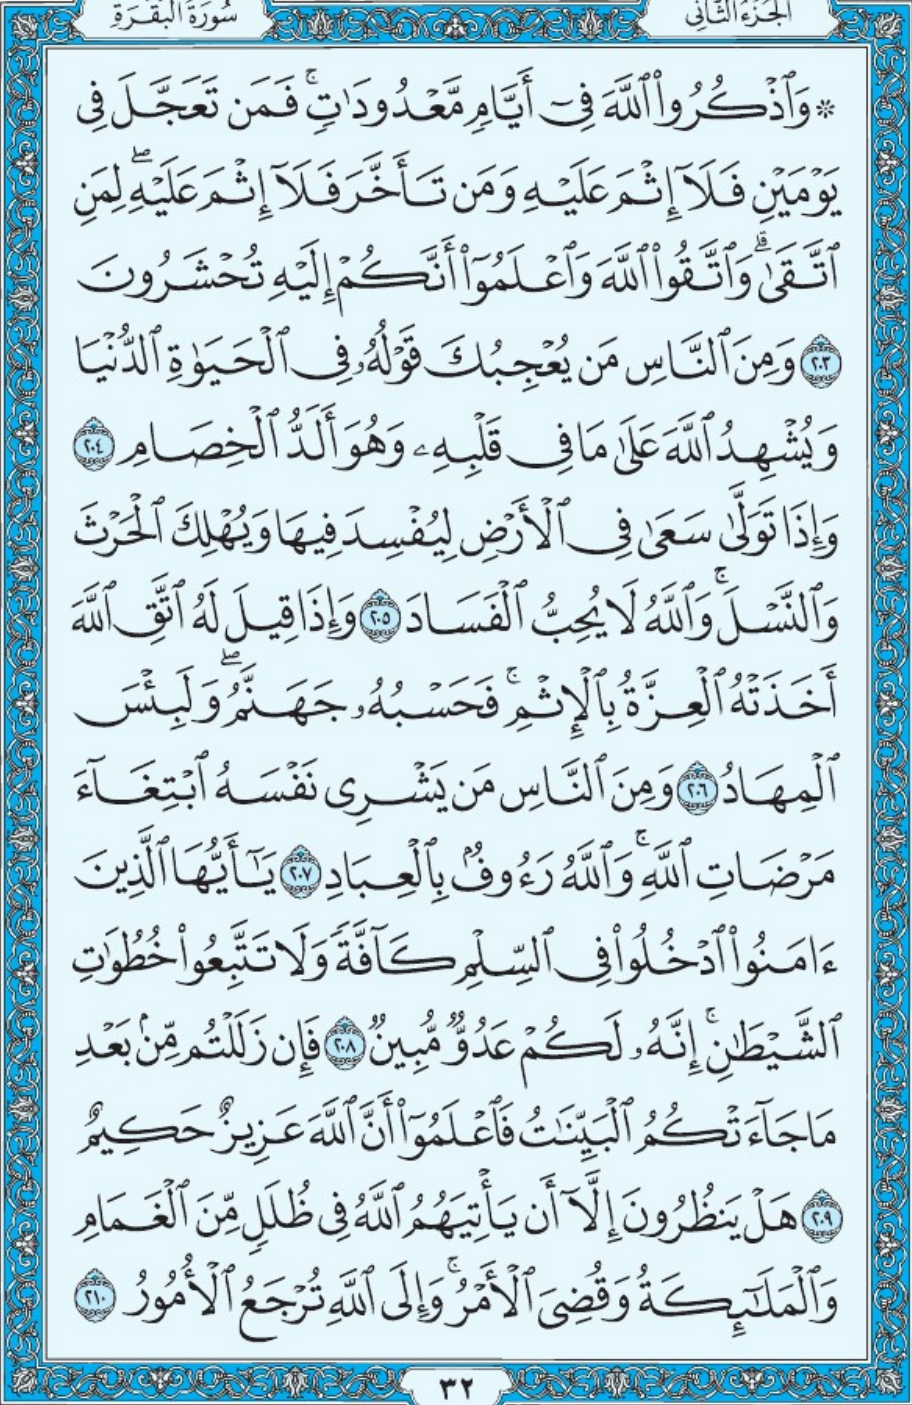 الجزء الثاني
سورة البقرة
۞ وَٱذۡكُرُواْ ٱللَّهَ فِيٓ أَيَّامٖ مَّعۡدُودَٰتٖۚ فَمَن تَعَجَّلَ فِي
يَوۡمَيۡنِ فَلَآ إِثۡمَ عَلَيۡهِ وَمَن تَأَخَّرَ فَلَآ إِثۡمَ عَلَيۡهِۖ لِمَنِ
ٱتَّقَىٰۗ وَٱتَّقُواْ ٱللَّهَ وَٱعۡلَمُوٓاْ أَنَّكُمۡ إِلَيۡهِ تُحۡشَرُونَ
٢٠٣ وَمِنَ ٱلنَّاسِ مَن يُعۡجِبُكَ قَوۡلُهُۥ فِي ٱلۡحَيَوٰةِ ٱلدُّنۡيَا
وَيُشۡهِدُ ٱللَّهَ عَلَىٰ مَا فِي قَلۡبِهِۦ وَهُوَ أَلَدُّ ٱلۡخِصَامِ ٢٠٤
وَإِذَا تَوَلَّىٰ سَعَىٰ فِي ٱلۡأَرۡضِ لِيُفۡسِدَ فِيهَا وَيُهۡلِكَ ٱلۡحَرۡثَ
وَٱلنَّسۡلَۚ وَٱللَّهُ لَا يُحِبُّ ٱلۡفَسَادَ ٢٠٥ وَإِذَا قِيلَ لَهُ ٱتَّقِ ٱللَّهَ
أَخَذَتۡهُ ٱلۡعِزَّةُ بِٱلۡإِثۡمِۚ فَحَسۡبُهُۥ جَهَنَّمُۖ وَلَبِئۡسَ
ٱلۡمِهَادُ ٢٠٦ وَمِنَ ٱلنَّاسِ مَن يَشۡرِي نَفۡسَهُ ٱبۡتِغَآءَ
مَرۡضَاتِ ٱللَّهِۚ وَٱللَّهُ رَءُوفُۢ بِٱلۡعِبَادِ ٢٠٧ يَٰٓأَيُّهَا ٱلَّذِينَ
ءَامَنُواْ ٱدۡخُلُواْ فِي ٱلسِّلۡمِ كَآفَّةٗ وَلَا تَتَّبِعُواْ خُطُوَٰتِ
ٱلشَّيۡطَٰنِۚ إِنَّهُۥ لَكُمۡ عَدُوّٞ مُّبِينٞ ٢٠٨ فَإِن زَلَلۡتُم مِّنۢ بَعۡدِ
مَا جَآءَتۡكُمُ ٱلۡبَيِّنَٰتُ فَٱعۡلَمُوٓاْ أَنَّ ٱللَّهَ عَزِيزٌ حَكِيمٌ
٢٠٩ هَلۡ يَنظُرُونَ إِلَّآ أَن يَأۡتِيَهُمُ ٱللَّهُ فِي ظُلَلٖ مِّنَ ٱلۡغَمَامِ
وَٱلۡمَلَٰٓئِكَةُ وَقُضِيَ ٱلۡأَمۡرُۚ وَإِلَى ٱللَّهِ تُرۡجَعُ ٱلۡأُمُورُ ٢١٠
٣٢